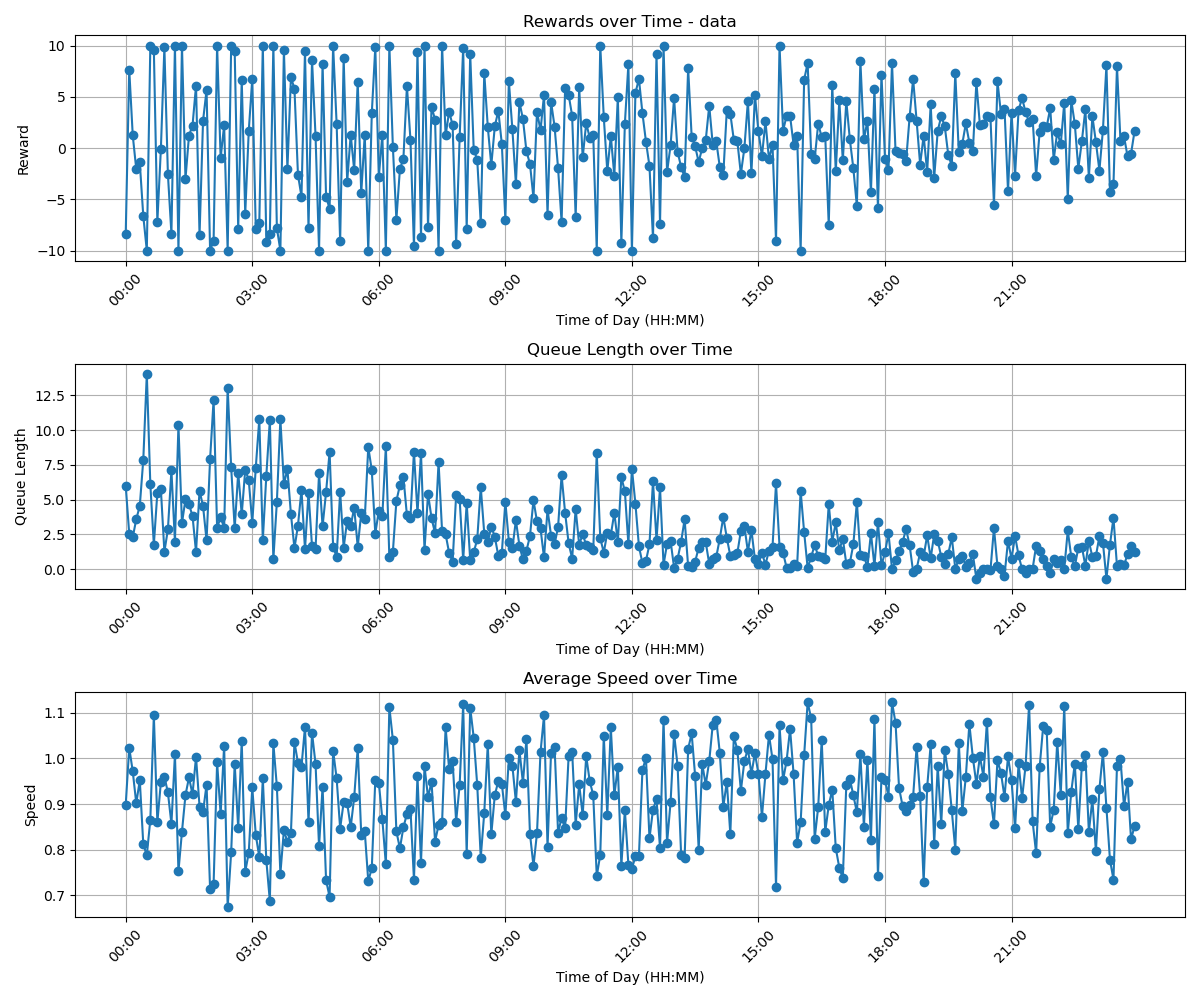 Rewards over Time - data
10
5
0
−5
−10
Reward
00:00 03:00 06:00 09:00 12:00 15:00 18:00 21:00
Time of Day (HH:MM)
Queue Length over Time
12.5
10.0
7.5
5.0
2.5
0.0
Queue Length
00:00 03:00 06:00 09:00 12:00 15:00 18:00 21:00
Time of Day (HH:MM)
Average Speed over Time
1.1
1.0
0.9
0.8
0.7
Speed
00:00 03:00 06:00 09:00 12:00 15:00 18:00 21:00
Time of Day (HH:MM)